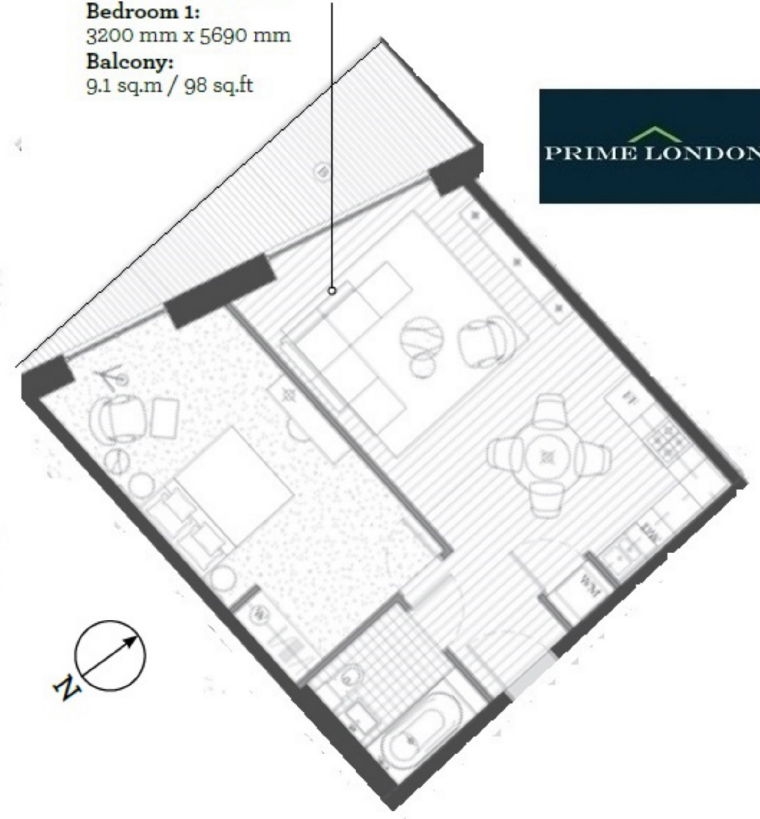 Bedroom 1:
3200 mm x 5690 mm
Balcony:
9.1 sq.m / 98 sq.ft
PRIME LONDON
B
FF
DW
WM
W
N